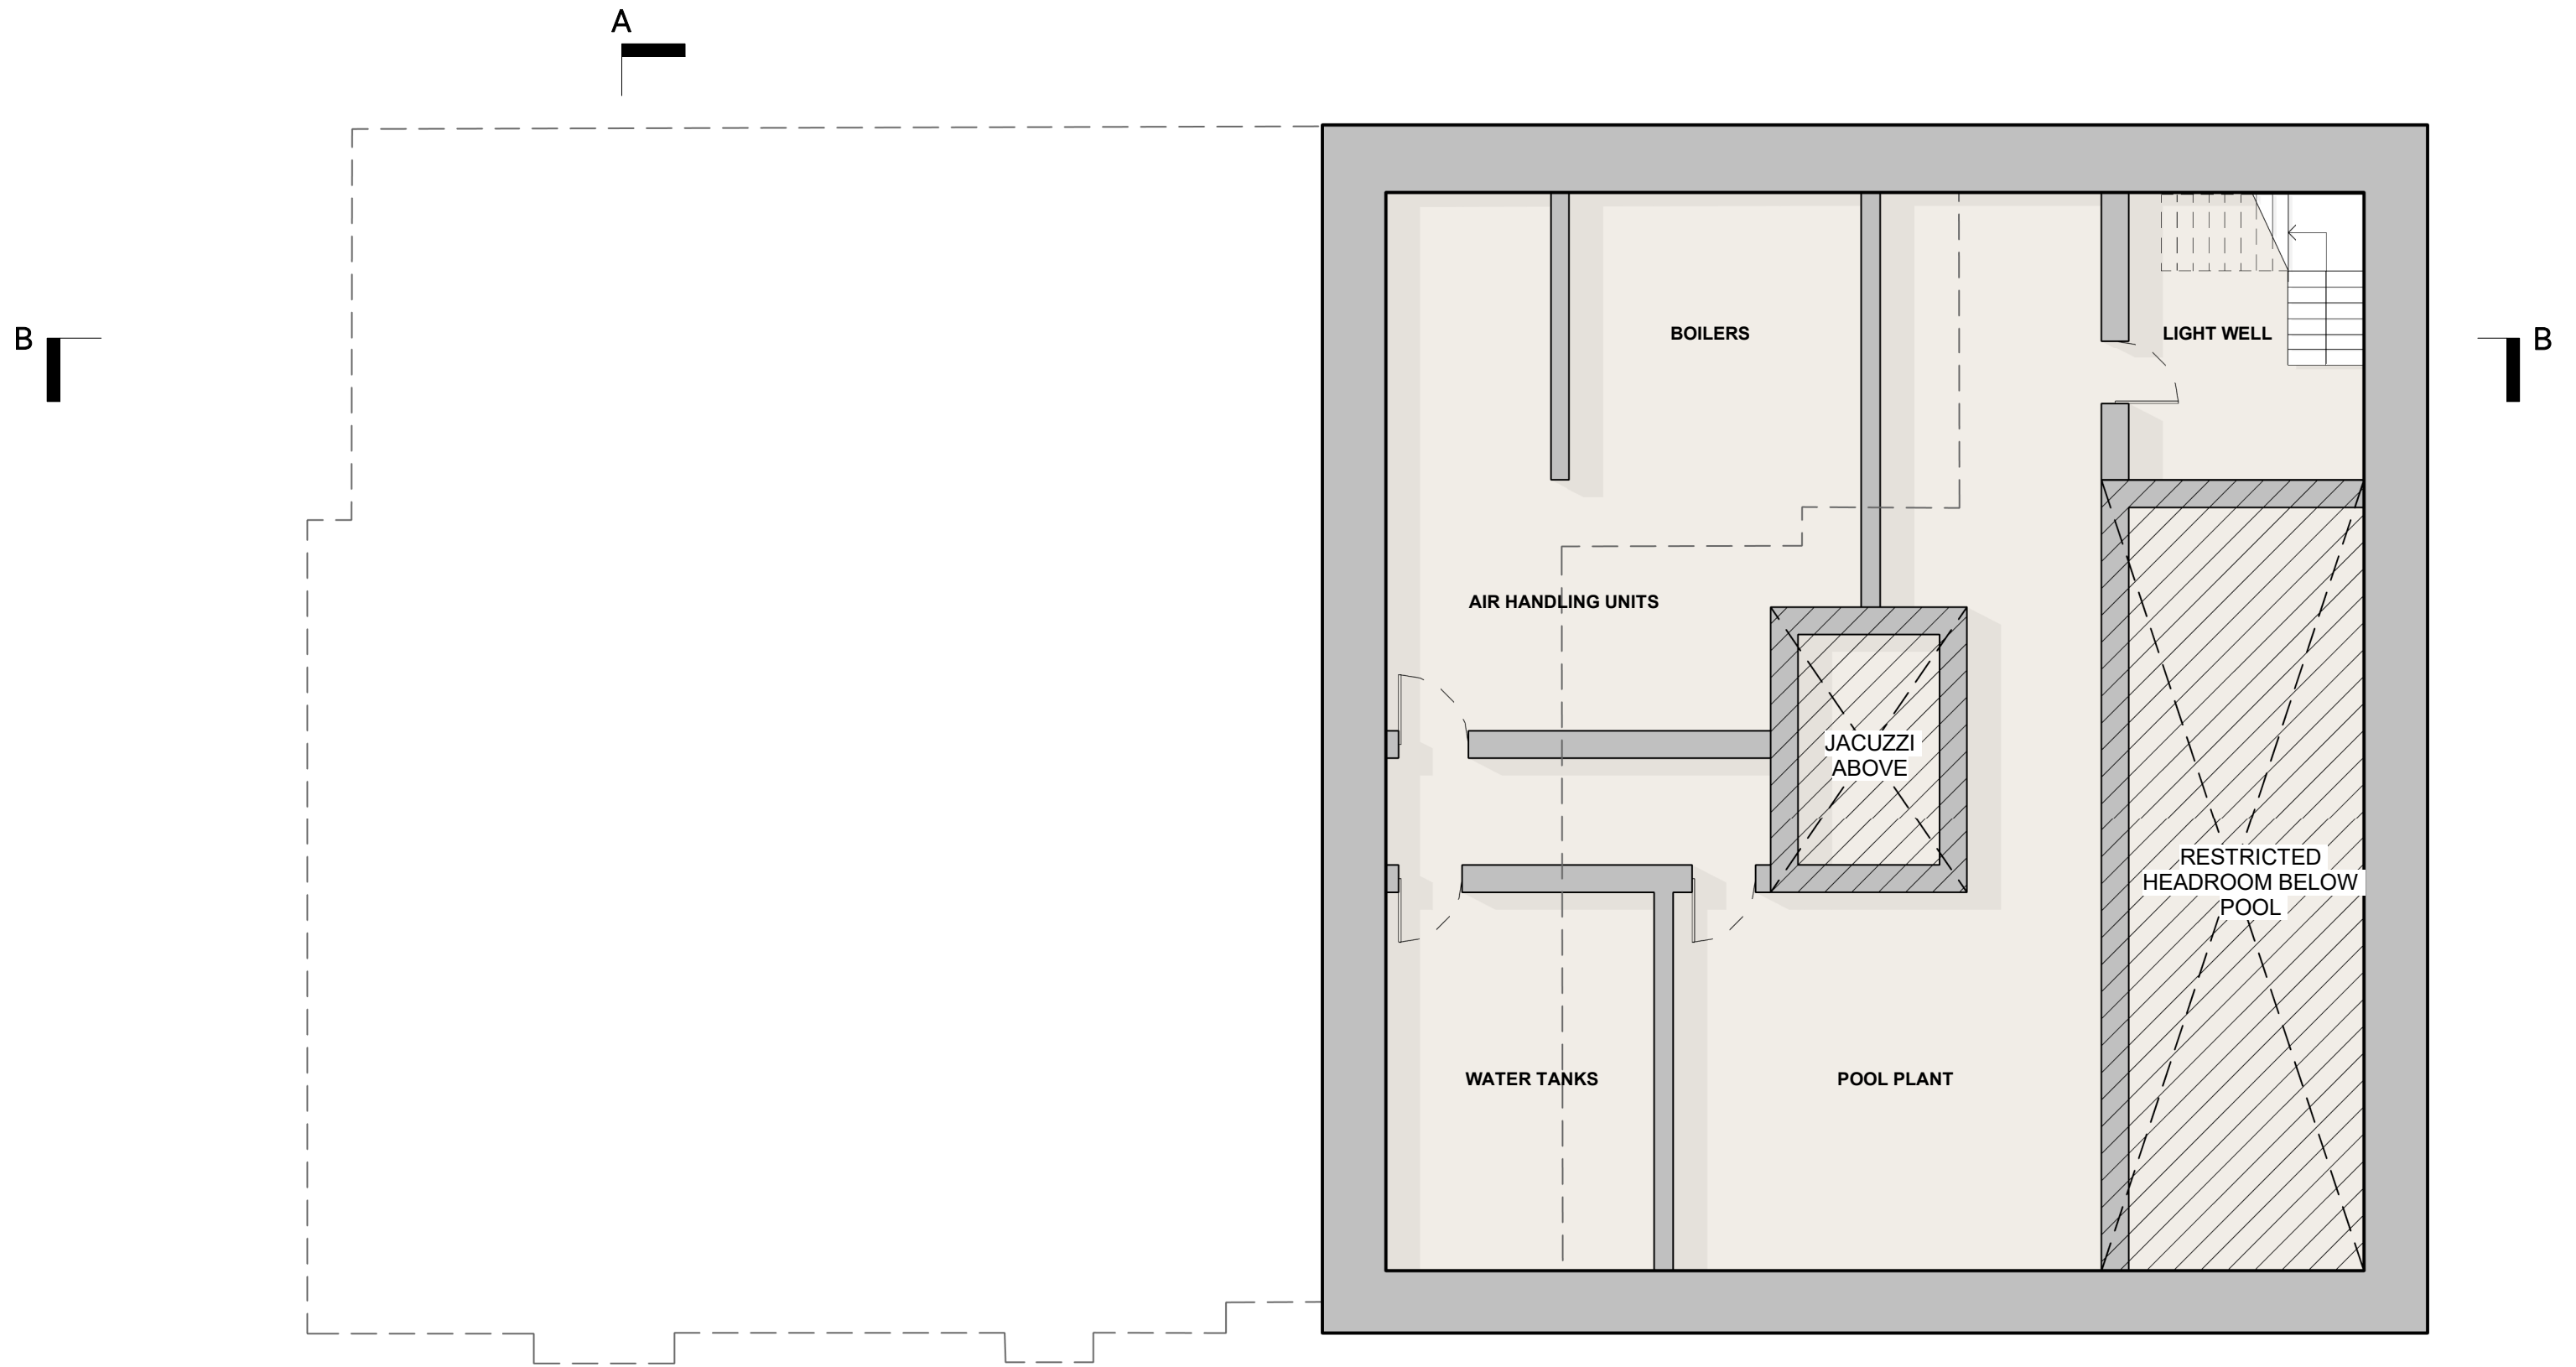 A
B
B
BOILERS
LIGHT WELL
AIR HANDLING UNITS
JACUZZI
ABOVE
RESTRICTED
HEADROOM BELOW
POOL
WATER TANKS
POOL PLANT